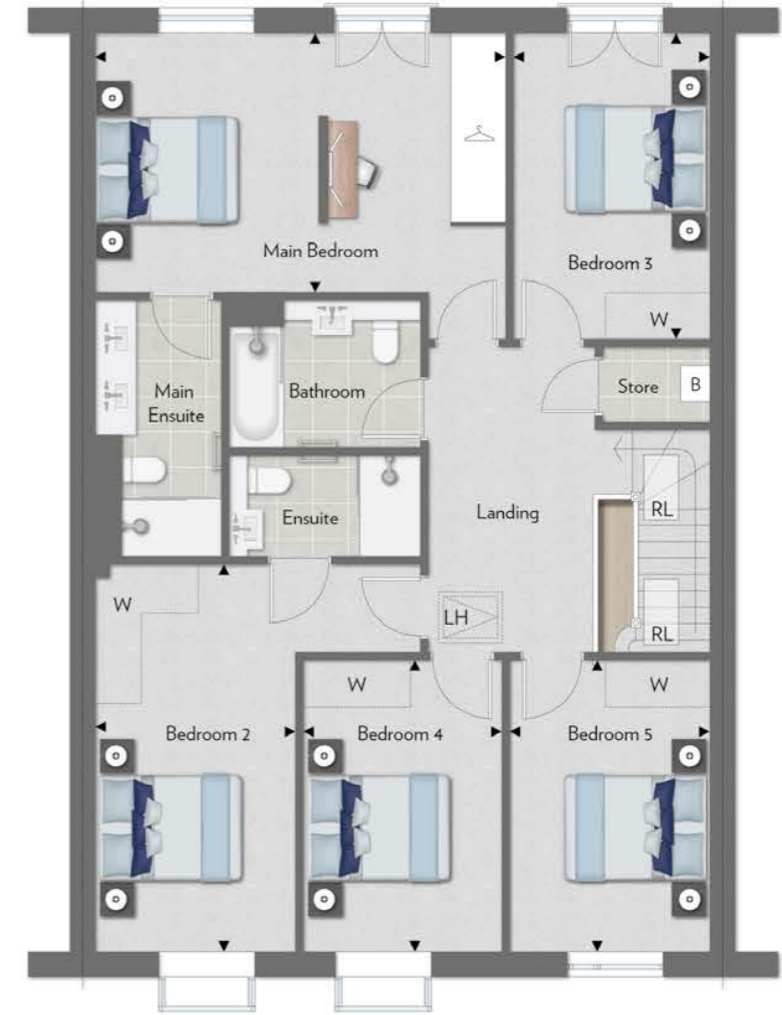 Main Bedroom
Bedroom 3
W
Main
Ensuite
Bathroom
Store
B
Ensuite
Landing
RL
W
LH
RL
W
W
Bedroom 2
Bedroom 4
Bedroom 5